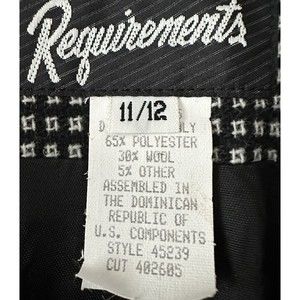 Requirements
11/12
65% POLYESTER
30% WOOL
5% OTHER
ASSEMBLED IN
THE DOMINICAN
REPUBLIC OF
U.S. COMPONENTS
STYLE 45239
CUT 402605